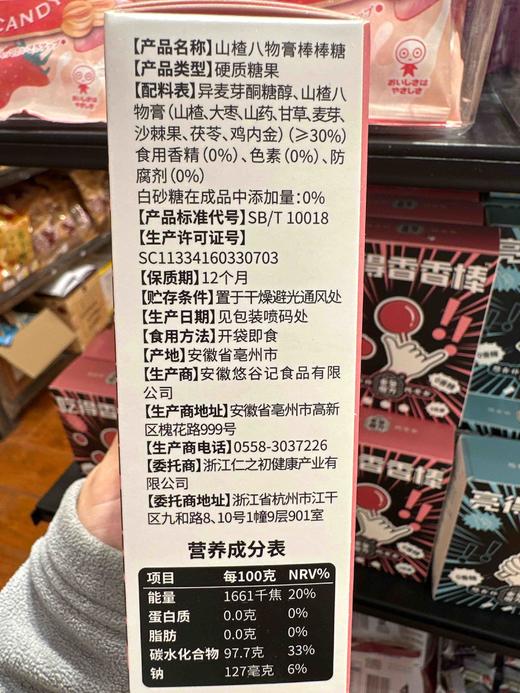 CANDY
おいしさは
やさしさ
【产品名称】山楂八物膏棒棒糖
【产品类型】硬质糖果
【配料表】异麦芽酮糖醇、山楂八
物膏(山楂、大枣、山药、甘草、麦芽、
沙棘果、茯苓、鸡内金)(≥30%)
食用香精(0%)、色素(0%)、防
腐剂(0%)
白砂糖在成品中添加量:0%
【产品标准代号】SB/T 10018
【生产许可证号】
SC11334160330703
【保质期】12个月
【贮存条件】置于干燥避光通风处
【生产日期】见包装喷码处
【食用方法】开袋即食
【产地】安徽省亳州市
【生产商】安徽悠谷记食品有限
公司
【生产商地址】安徽省亳州市高新
区槐花路999号
【生产商电话】0558-3037226
【委托商】浙江仁之初健康产业有
限公司
【委托商地址】浙江省杭州市江干
区九和路8、10号1幢9层901室
营养成分表
项目 每100克 NRV%
能量 1661千焦 20%
蛋白质 0.0克 0%
脂肪 0.0克 0%
碳水化合物 97.7克 33%
钠 127毫克 6%
得香香棒